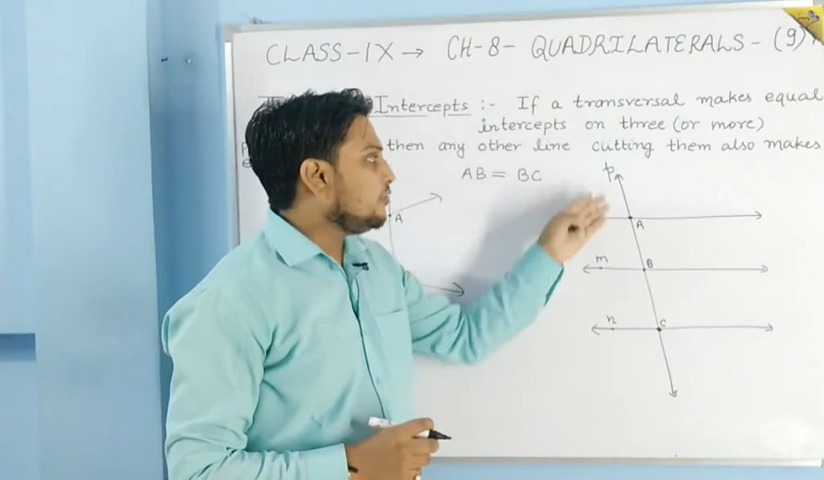 CLASS-IX → CH-8- QUADRILATERALS - (9)
Intercepts :- If a transversal makes equal
intercepts on three (or more)
then any other line cutting them also makes
AB = BC
p
A
A
m
B
n
C